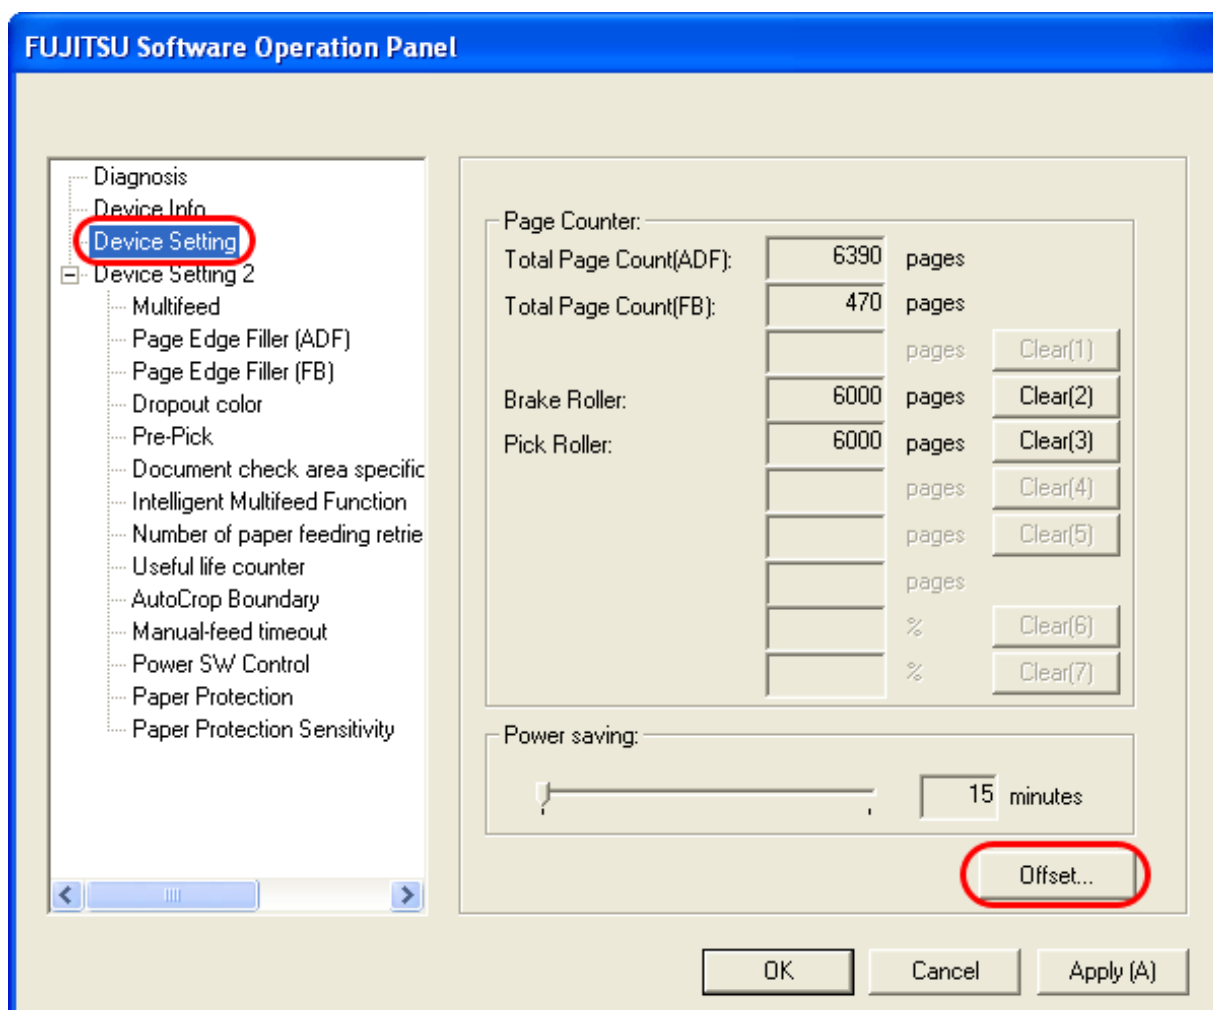 FUJITSU Software Operation Panel
Diagnosis
Device Info
Device Setting
Device Setting 2
Multifeed
Page Edge Filler (ADF)
Page Edge Filler (FB)
Dropout color
Pre-Pick
Document check area specific
Intelligent Multifeed Function
Number of paper feeding retrie
Useful life counter
AutoCrop Boundary
Manual-feed timeout
Power SW Control
Paper Protection
Paper Protection Sensitivity
Page Counter:
Total Page Count(ADF): 6390 pages
Total Page Count(FB): 470 pages
pages Clear(1)
Brake Roller: 6000 pages Clear(2)
Pick Roller: 6000 pages Clear(3)
pages Clear(4)
pages Clear(5)
pages
% Clear(6)
% Clear(7)
Power saving:
15 minutes
Offset...
OK Cancel Apply (A)